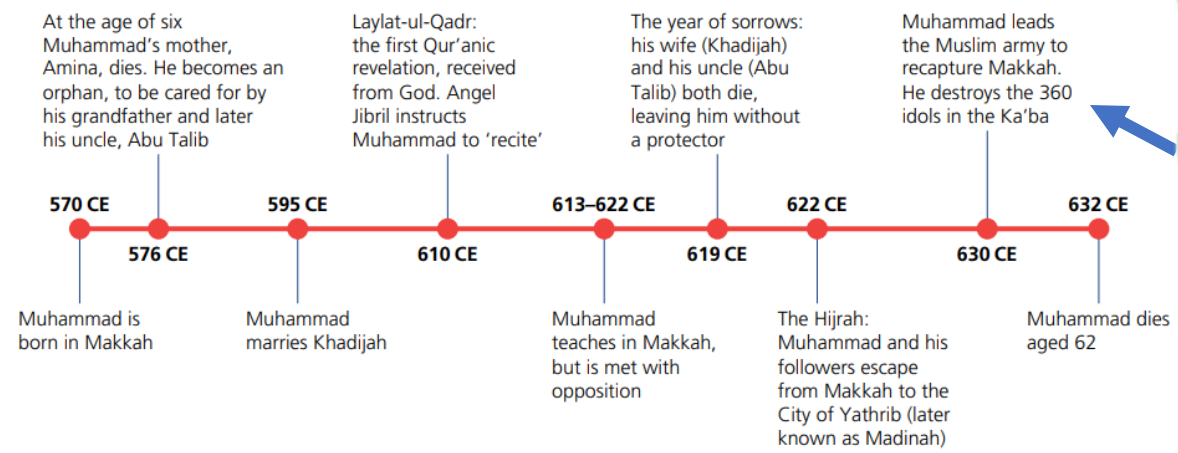 At the age of six
Muhammad’s mother,
Amina, dies. He becomes an
orphan, to be cared for by
his grandfather and later
his uncle, Abu Talib
Laylat-ul-Qadr:
the first Qur’anic
revelation, received
from God. Angel
Jibril instructs
Muhammad to ‘recite’
The year of sorrows:
his wife (Khadijah)
and his uncle (Abu
Talib) both die,
leaving him without
a protector
Muhammad leads
the Muslim army to
recapture Makkah.
He destroys the 360
idols in the Ka’ba
570 CE
595 CE
613–622 CE
622 CE
632 CE
576 CE
610 CE
619 CE
630 CE
Muhammad is
born in Makkah
Muhammad
marries Khadijah
Muhammad
teaches in Makkah,
but is met with
opposition
The Hijrah:
Muhammad and his
followers escape
from Makkah to the
City of Yathrib (later
known as Madinah)
Muhammad dies
aged 62